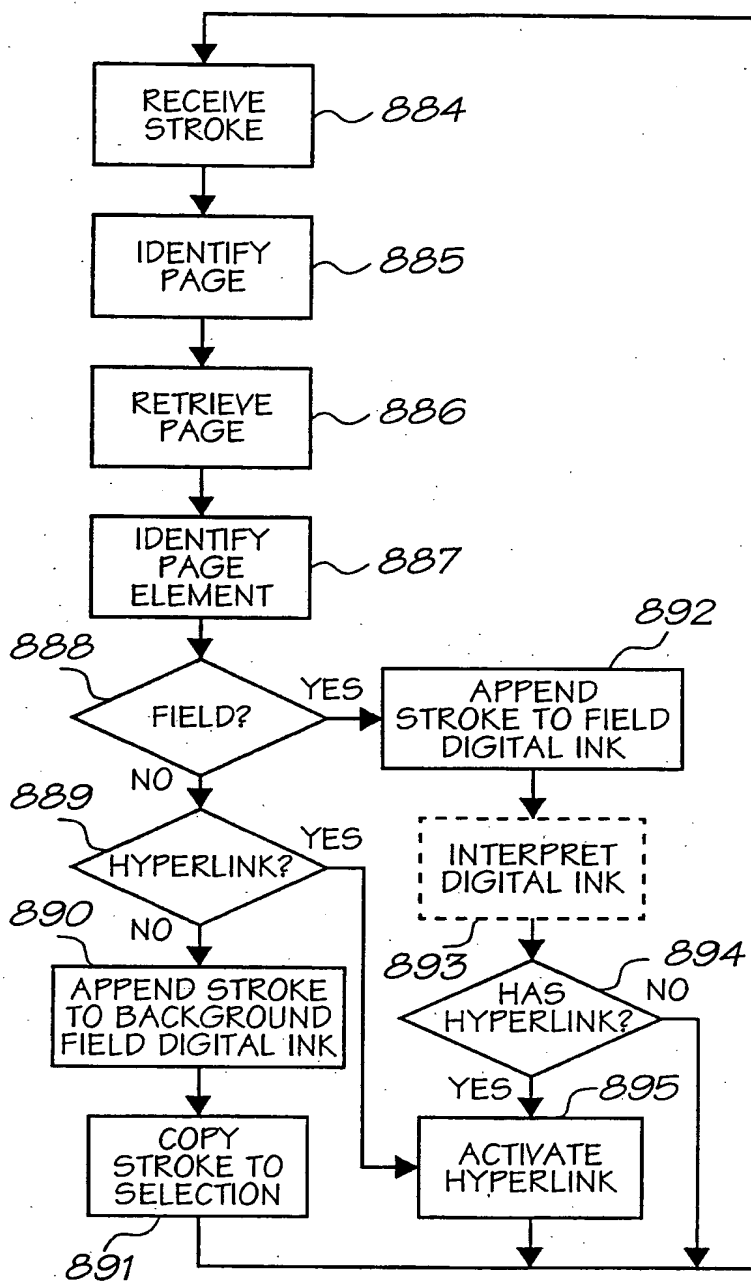 RECEIVE
STROKE
884
IDENTIFY
PAGE
885
RETRIEVE
PAGE
886
IDENTIFY
PAGE
ELEMENT
887
888
FIELD?
YES
NO
892
APPEND
STROKE TO FIELD
DIGITAL INK
889
HYPERLINK?
YES
NO
INTERPRET
DIGITAL INK
893
890
APPEND STROKE
TO BACKGROUND
FIELD DIGITAL INK
894
HAS
HYPERLINK?
NO
YES
895
COPY
STROKE TO
SELECTION
891
ACTIVATE
HYPERLINK